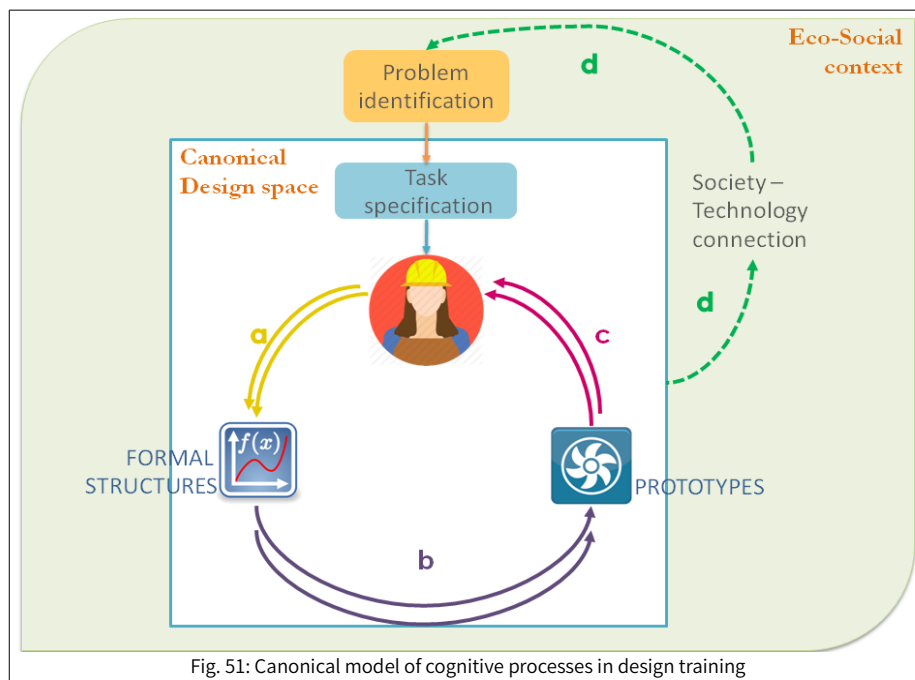 Eco-Social
context
d
Problem
identification
Canonical
Design space
Task
specification
Society –
Technology
connection
d
a
c
f(x)
FORMAL
STRUCTURES
PROTOTYPES
b
Fig. 51: Canonical model of cognitive processes in design training